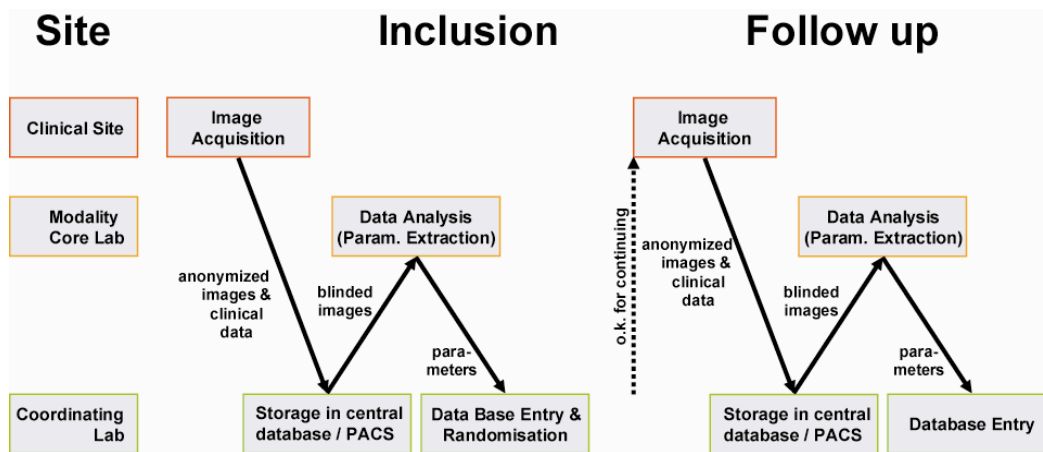 Site
Inclusion
Follow up
Clinical Site
Image
Acquisition
Image
Acquisition
Modality
Core Lab
Data Analysis
(Param. Extraction)
Data Analysis
(Param. Extraction)
anonymized
images &
clinical
data
blinded
images
para-
meters
o.k. for continuing
anonymized
images &
clinical
data
blinded
images
para-
meters
Coordinating
Lab
Storage in central
database / PACS
Data Base Entry &
Randomisation
Storage in central
database / PACS
Database Entry